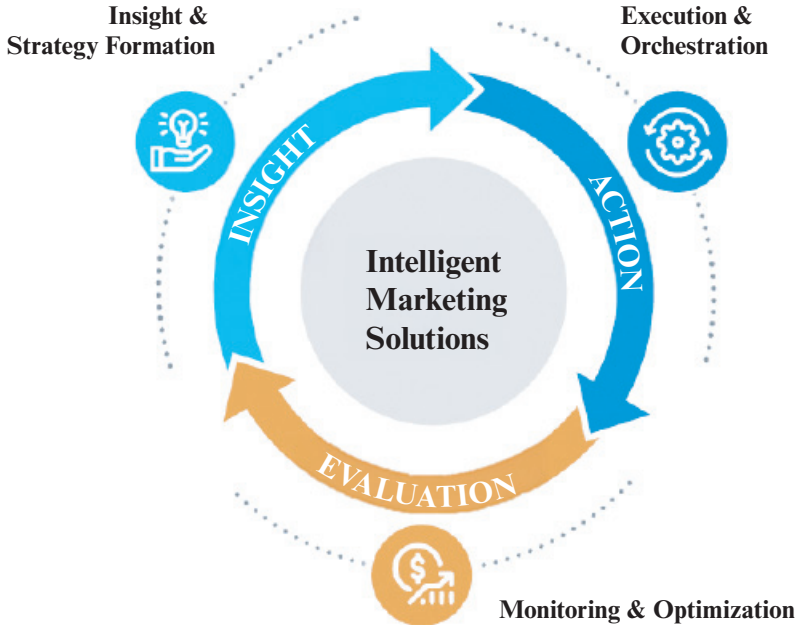 Insight &
Strategy Formation
Execution &
Orchestration
INSIGHT
ACTION
Intelligent
Marketing
Solutions
EVALUATION
$
Monitoring & Optimization